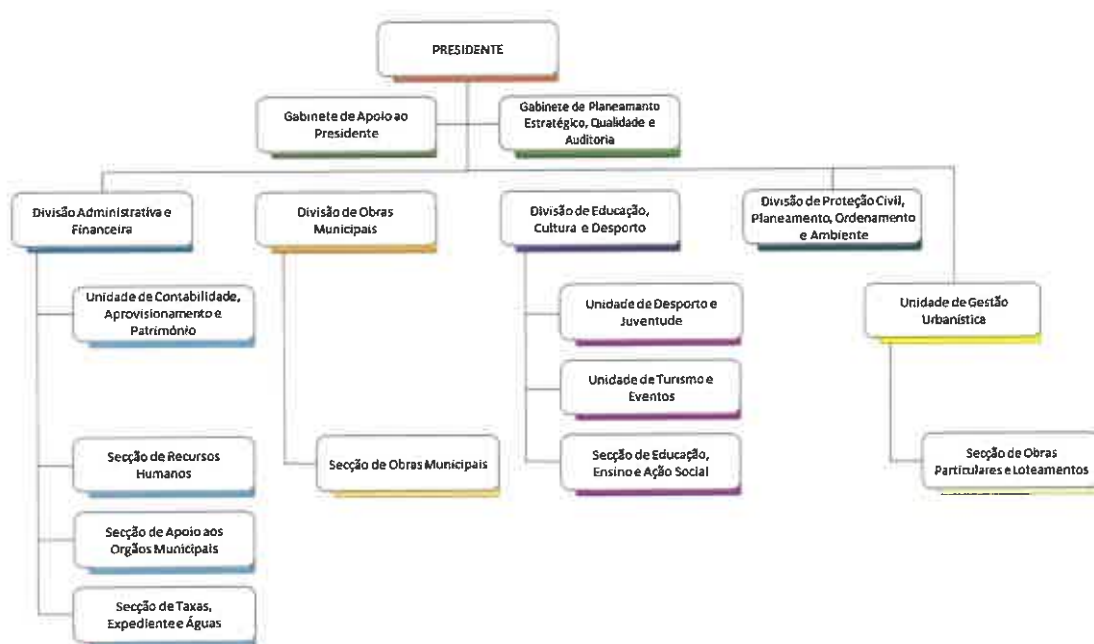 PRESIDENTE
Gabinete de Apoio ao
Presidente
Gabinete de Planeamento
Estratégico, Qualidade e
Auditoria
Divisão Administrativa e
Financeira
Divisão de Obras
Municipais
Divisão de Educação,
Cultura e Desporto
Divisão de Proteção Civil,
Planeamento, Ordenamento
e Ambiente
Unidade de Contabilidade,
Aprovisionamento e
Património
Unidade de Desporto e
Juventude
Unidade de Gestão
Urbanística
Unidade de Turismo e
Eventos
Secção de Recursos
Humanos
Secção de Obras Municipais
Secção de Educação,
Ensino e Ação Social
Secção de Obras
Particulares e Loteamentos
Secção de Apoio aos
Orgãos Municipais
Secção de Taxas,
Expediente e Águas